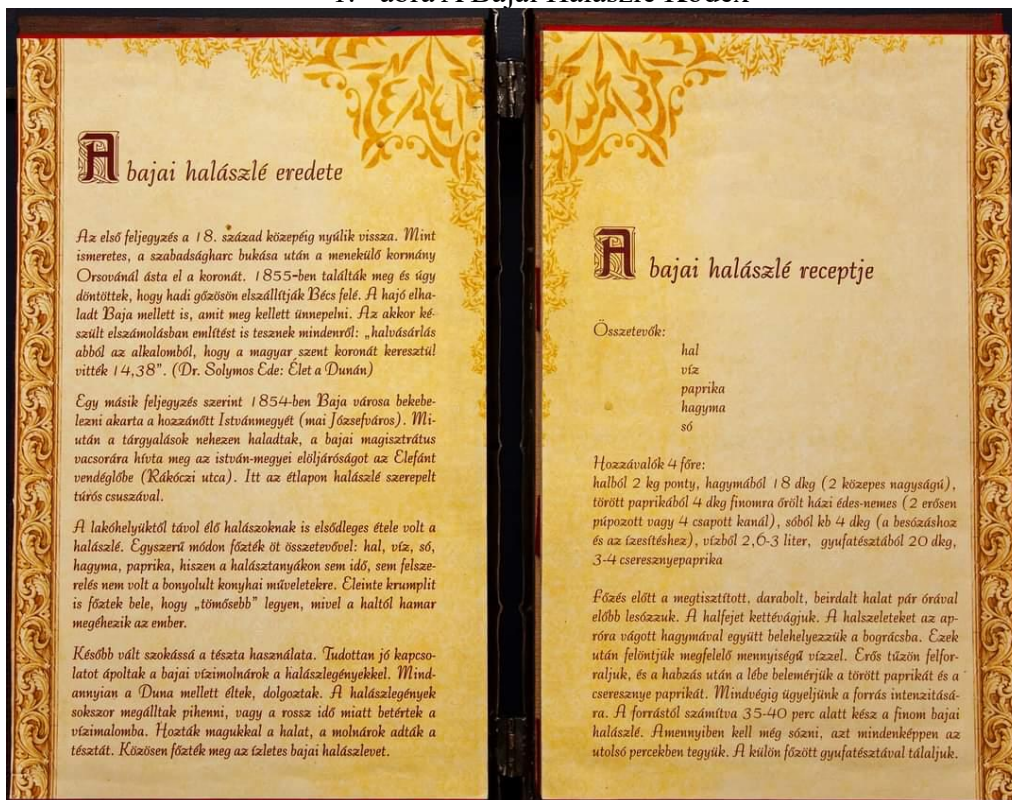 A bajai halászlé eredete
Az első feljegyzés a 18. század közepéig nyúlik vissza. Mint
ismeretes, a szabadságharc bukása után a menekülő kormány
Orsovánál ásta el a koronát. 1855-ben találták meg és úgy
döntöttek, hogy hadi gőzösön elszállítják Bécs felé. A hajó elha-
ladt Baja mellett is, amit meg kellett ünnepelni. Az akkor ké-
szült elszámolásban említést is tesznek mindenről: „halvásárlás
abból az alkalomból, hogy a magyar szent koronát keresztül
vitték 14,38”. (Dr. Solymos Ede: Élet a Dunán)
Egy másik feljegyzés szerint 1854-ben Baja városa bekebe-
lezni akarta a hozzánőtt Istvánmegyét (mai Józsefváros). Mi-
után a tárgyalások nehezen haladtak, a bajai magisztrátus
vacsorára hívta meg az istván-megyei elöljáróságot az Elefánt
vendéglőbe (Rákóczi utca). Itt az étlapon halászlé szerepelt
túrós csuszával.
A lakóhelyüktől távol élő halászoknak is elsődleges étele volt a
halászlé. Egyszerű módon főzték öt összetevővel: hal, víz, só,
hagyma, paprika, hiszen a halásztanyákon sem idő, sem felsze-
relés nem volt a bonyolult konyhai műveletekre. Eleinte krumplit
is főztek bele, hogy „tömősebb” legyen, mivel a haltól hamar
megéhezik az ember.
Később vált szokássá a tészta használata. Tudottan jó kapcso-
latot ápoltak a bajai vízimolnárok a halászlegényekkel. Mind-
annyian a Duna mellett éltek, dolgoztak. A halászlegények
sokszor megálltak pihenni, vagy a rossz idő miatt betértek a
vízimalomba. Hozták magukkal a halat, a molnárok adták a
tésztát. Közösen főzték meg az ízletes bajai halászlevet.
A bajai halászlé receptje
Összetevők:
hal
víz
paprika
hagyma
só
Hozzávalók 4 főre:
halból 2 kg ponty, hagymából 18 dkg (2 közepes nagyságú),
törött paprikából 4 dkg finomra őrölt házi édes-nemes (2 erősen
púpozott vagy 4 csapott kanál), sóból kb 4 dkg (a besózáshoz
és az ízesítéshez), vízből 2,6-3 liter, gyufatésztából 20 dkg,
3-4 cseresznyepaprika
Főzés előtt a megtisztított, darabolt, beirdalt halat pár órával
előbb lesózzuk. A halfejet kettévágjuk. A halszeleteket az ap-
róra vágott hagymával együtt belehelyezzük a bográcsba. Ezek
után felöntjük megfelelő mennyiségű vízzel. Erős tűzön felfor-
raljuk, és a habzás után a lébe belemérjük a törött paprikát és a
cseresznye paprikát. Mindvégig ügyeljünk a forrás intenzitásá-
ra. A forrástól számítva 35-40 perc alatt kész a finom bajai
halászlé. Amennyiben kell még sózni, azt mindenképpen az
utolsó percekben tegyük. A külön főzött gyufatésztával tálaljuk.